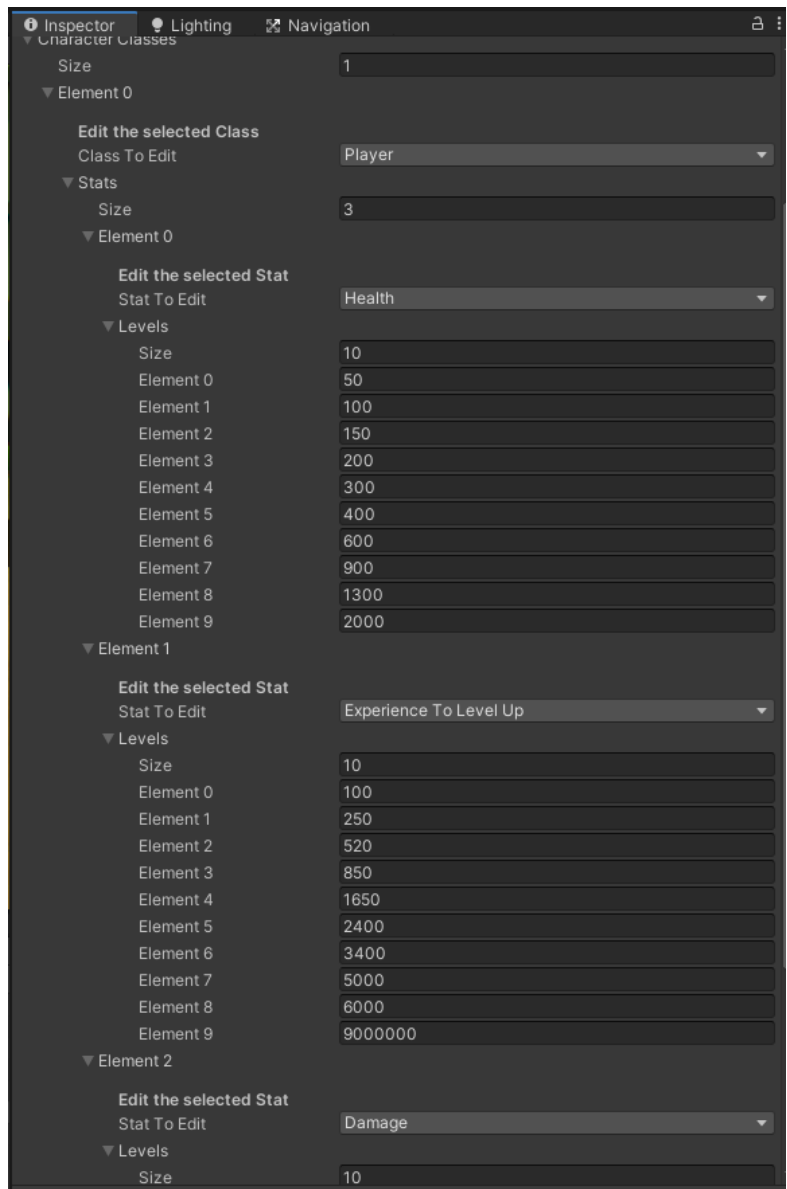 Inspector Lighting Navigation
Character Classes
Size 1
Element 0
Edit the selected Class
Class To Edit Player
Stats
Size 3
Element 0
Edit the selected Stat
Stat To Edit Health
Levels
Size 10
Element 0 50
Element 1 100
Element 2 150
Element 3 200
Element 4 300
Element 5 400
Element 6 600
Element 7 900
Element 8 1300
Element 9 2000
Element 1
Edit the selected Stat
Stat To Edit Experience To Level Up
Levels
Size 10
Element 0 100
Element 1 250
Element 2 520
Element 3 850
Element 4 1650
Element 5 2400
Element 6 3400
Element 7 5000
Element 8 6000
Element 9 9000000
Element 2
Edit the selected Stat
Stat To Edit Damage
Levels
Size 10